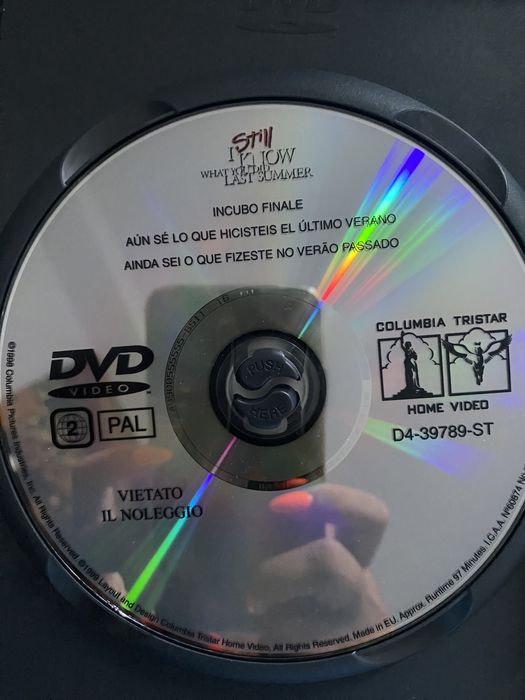 Still
I KNOW
WHAT YOU DID
LAST SUMMER
INCUBO FINALE
AÚN SÉ LO QUE HICISTEIS EL ÚLTIMO VERANO
AINDA SEI O QUE FIZESTE NO VERÃO PASSADO
DVD
VIDEO
TM
2
PAL
VIETATO
IL NOLEGGIO
PUSH
HERE
COLUMBIA TRISTAR
HOME VIDEO
D4-39789-ST
©1998 Columbia Pictures Industries, Inc. All Rights Reserved. ©1999 Layout and Design Columbia Tristar Home Video, All Rights Reserved. Made in EU. Approx. Runtime 97 Minutes. I.C.A.A. Nº60874